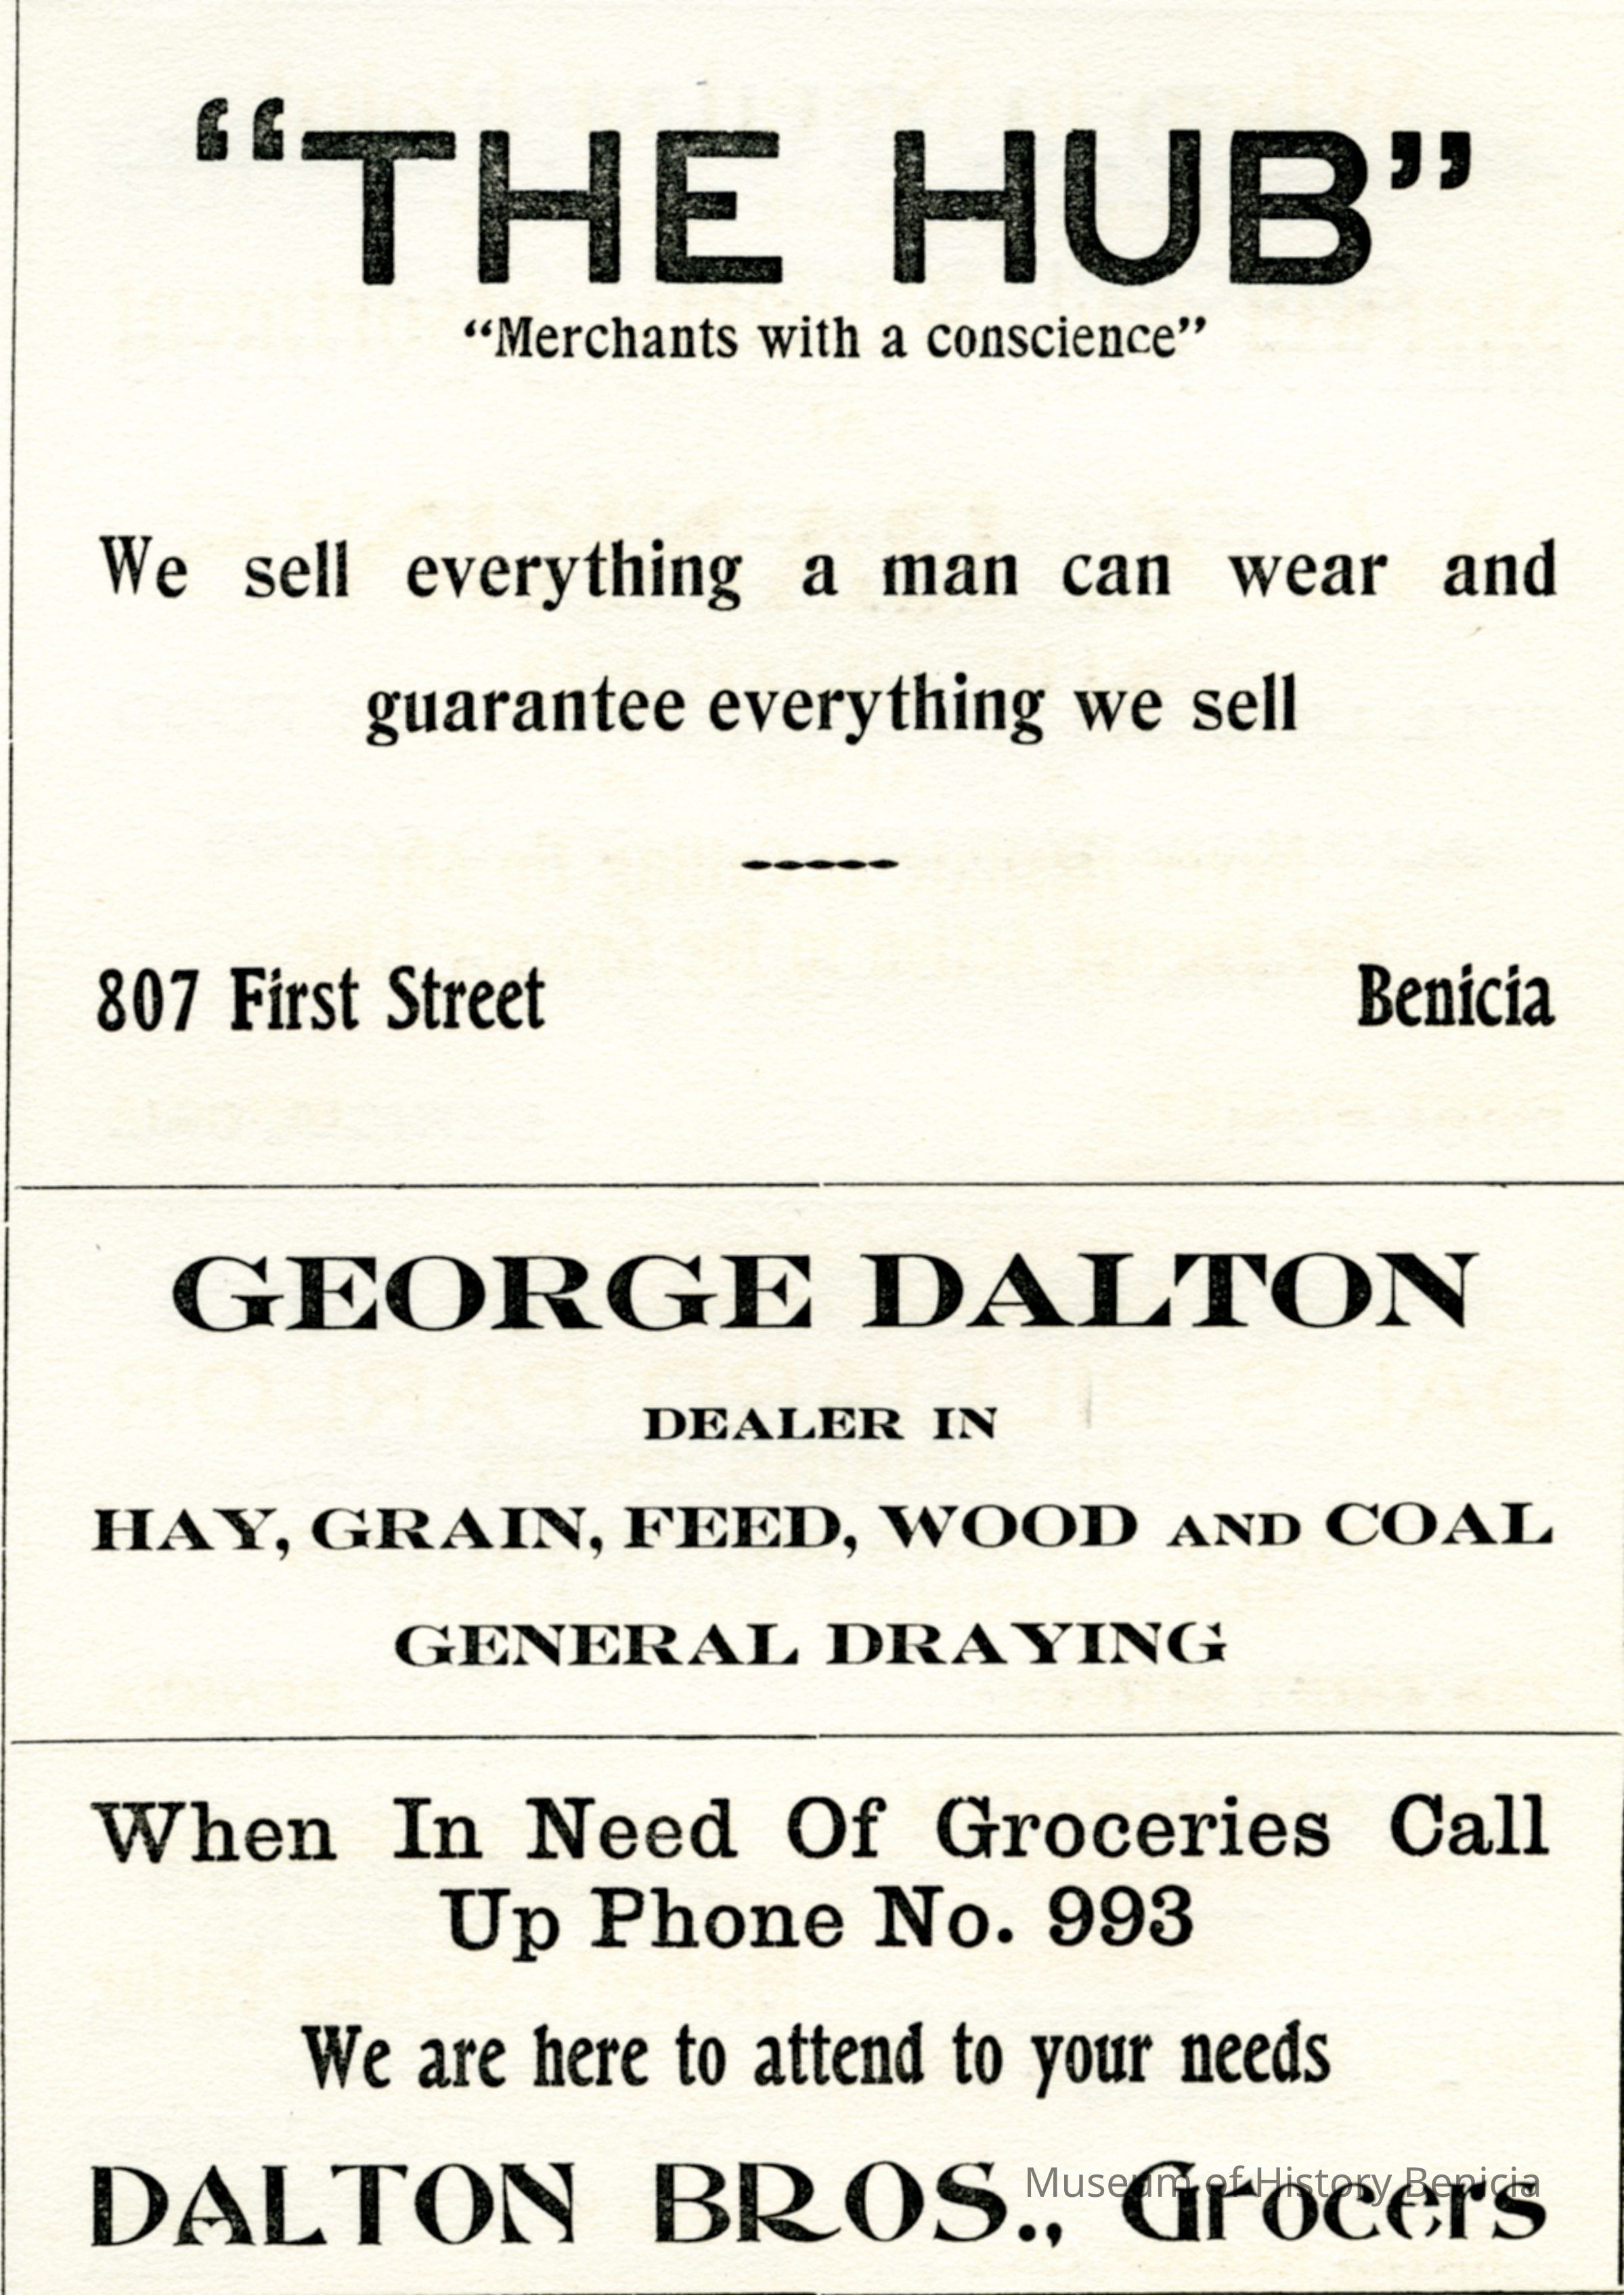 “THE HUB”
“Merchants with a conscience”
We sell everything a man can wear and
guarantee everything we sell
807 First Street Benicia
GEORGE DALTON
DEALER IN
HAY, GRAIN, FEED, WOOD AND COAL
GENERAL DRAYING
When In Need Of Groceries Call
Up Phone No. 993
We are here to attend to your needs
DALTON BROS., Grocers
Museum of History Benicia